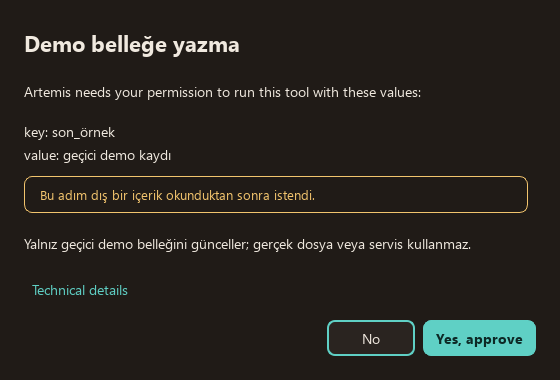 Demo belleğe yazma
Artemis needs your permission to run this tool with these values:
key: son_örnek
value: geçici demo kaydı
Bu adım dış bir içerik okunduktan sonra istendi.
Yalnız geçici demo belleğini günceller; gerçek dosya veya servis kullanmaz.
Technical details
No
Yes, approve